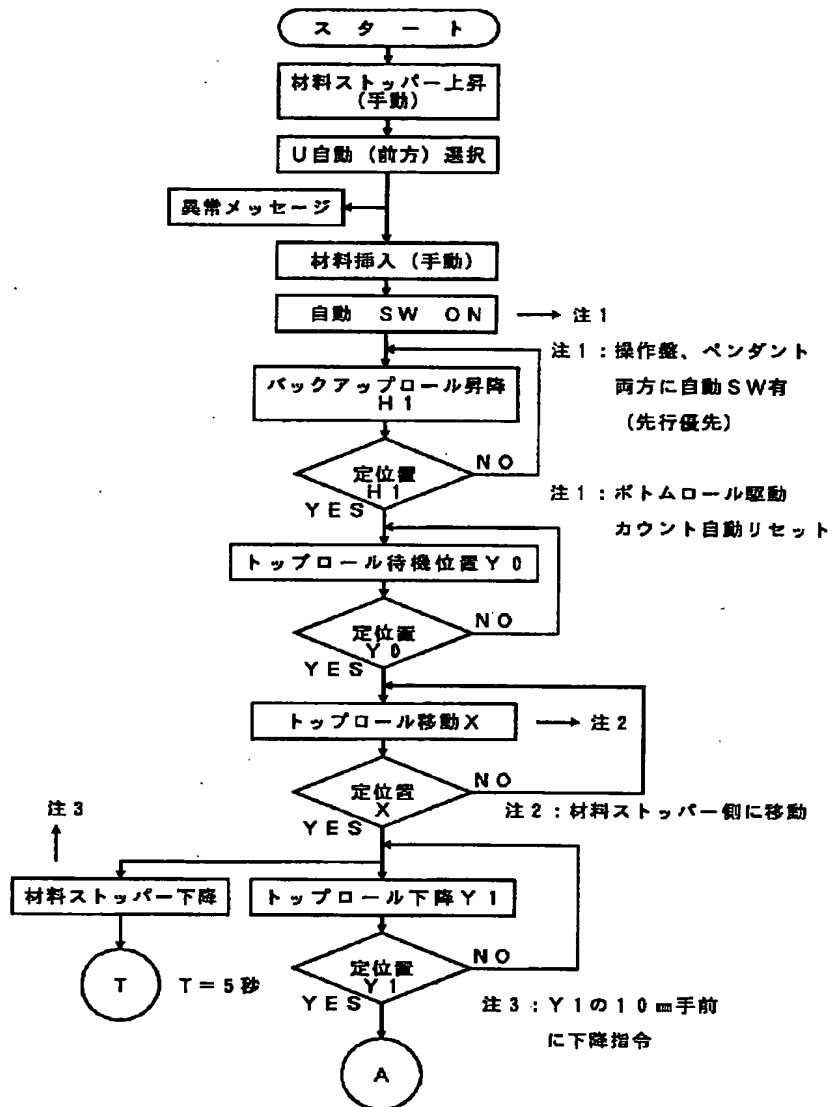 スタート
材料ストッパー上昇
(手動)
U自動(前方)選択
異常メッセージ
材料挿入(手動)
自動 SW ON
注1
注1:操作盤、ペンダント
両方に自動SW有
(先行優先)
バックアップロール昇降
H1
定位置
H1
NO
YES
注1:ボトムロール駆動
カウント自動リセット
トップロール待機位置Y0
定位置
Y0
NO
YES
トップロール移動X
注2
定位置
X
NO
YES
注2:材料ストッパー側に移動
注3
材料ストッパー下降
トップロール下降Y1
T
T=5秒
定位置
Y1
NO
YES
注3:Y1の10㎜手前
に下降指令
A